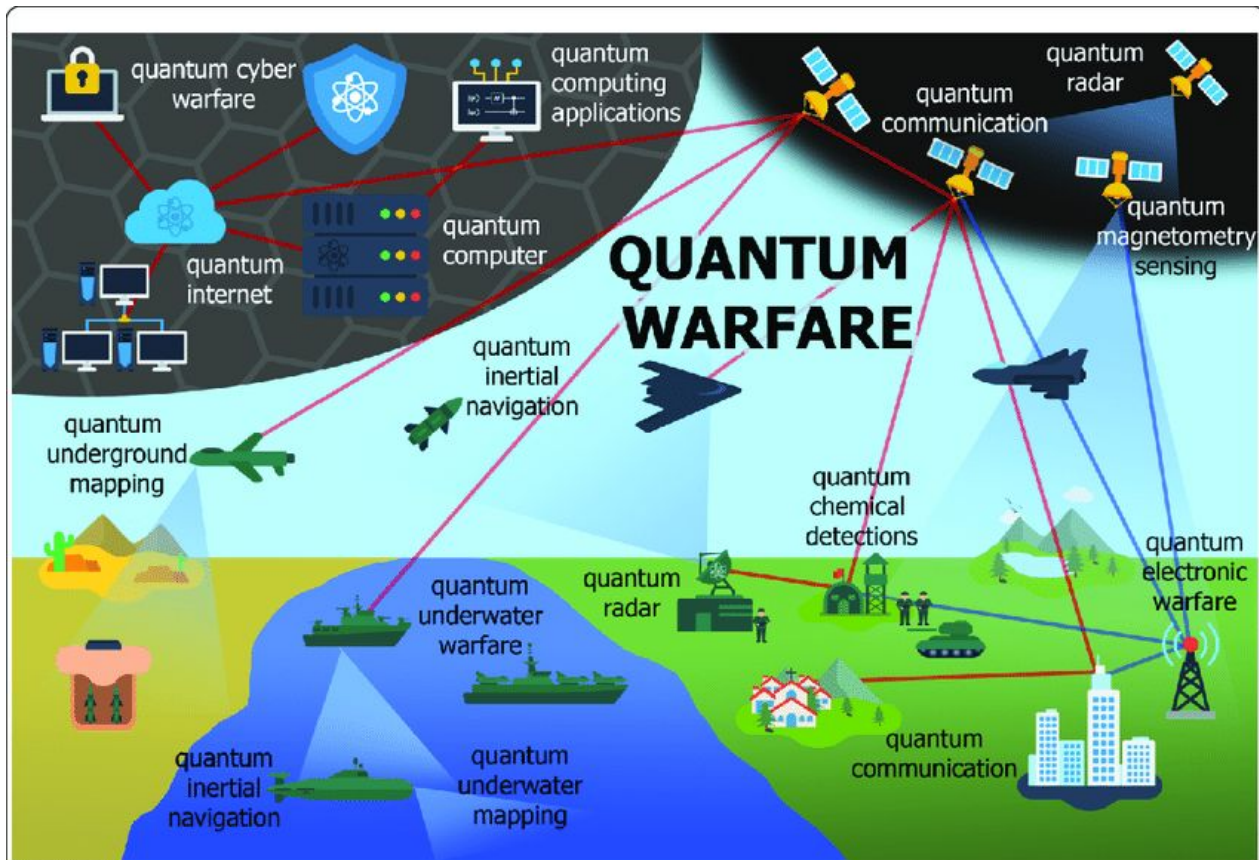 quantum cyber
warfare
quantum
computing
applications
quantum
internet
quantum
computer
quantum
communication
quantum
radar
quantum
magnetometry
sensing
QUANTUM
WARFARE
quantum
inertial
navigation
quantum
underground
mapping
quantum
chemical
detections
quantum
radar
quantum
electronic
warfare
quantum
underwater
warfare
quantum
inertial
navigation
quantum
underwater
mapping
quantum
communication